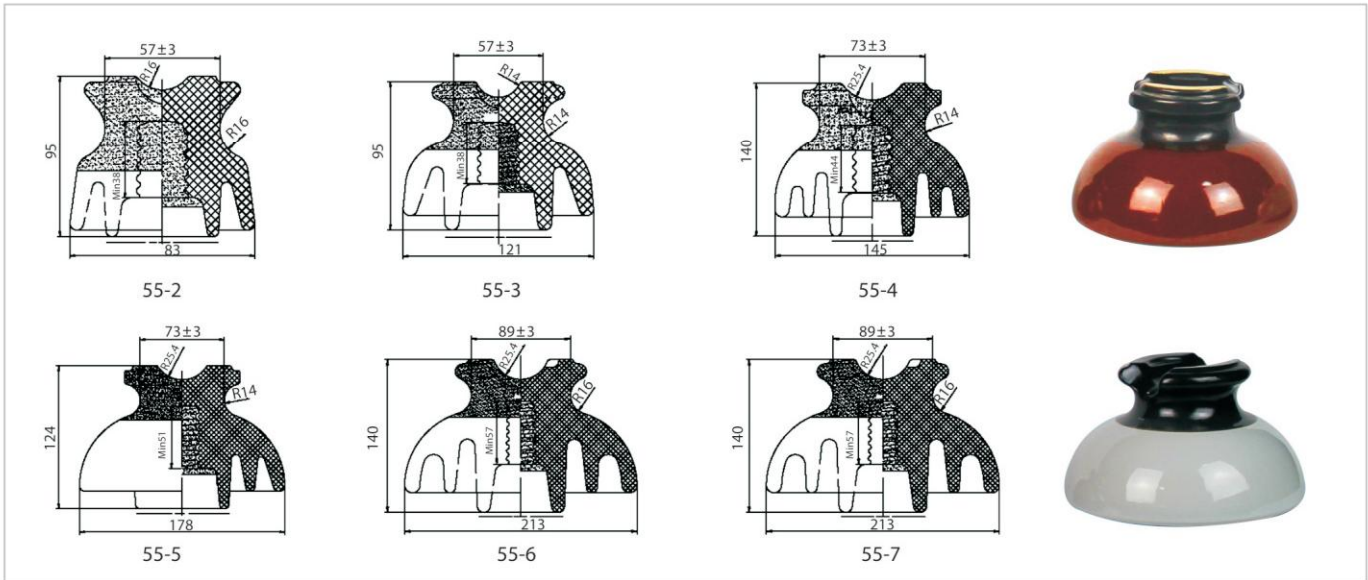 57±3
R16
R16
95
Min38
83
55-2
57±3
R14
R14
95
Min38
121
55-3
73±3
R25.4
R14
140
Min44
145
55-4
73±3
R25.4
R14
124
Min51
178
55-5
89±3
R25.4
R16
140
Min57
213
55-6
89±3
R25.4
R16
140
Min57
213
55-7